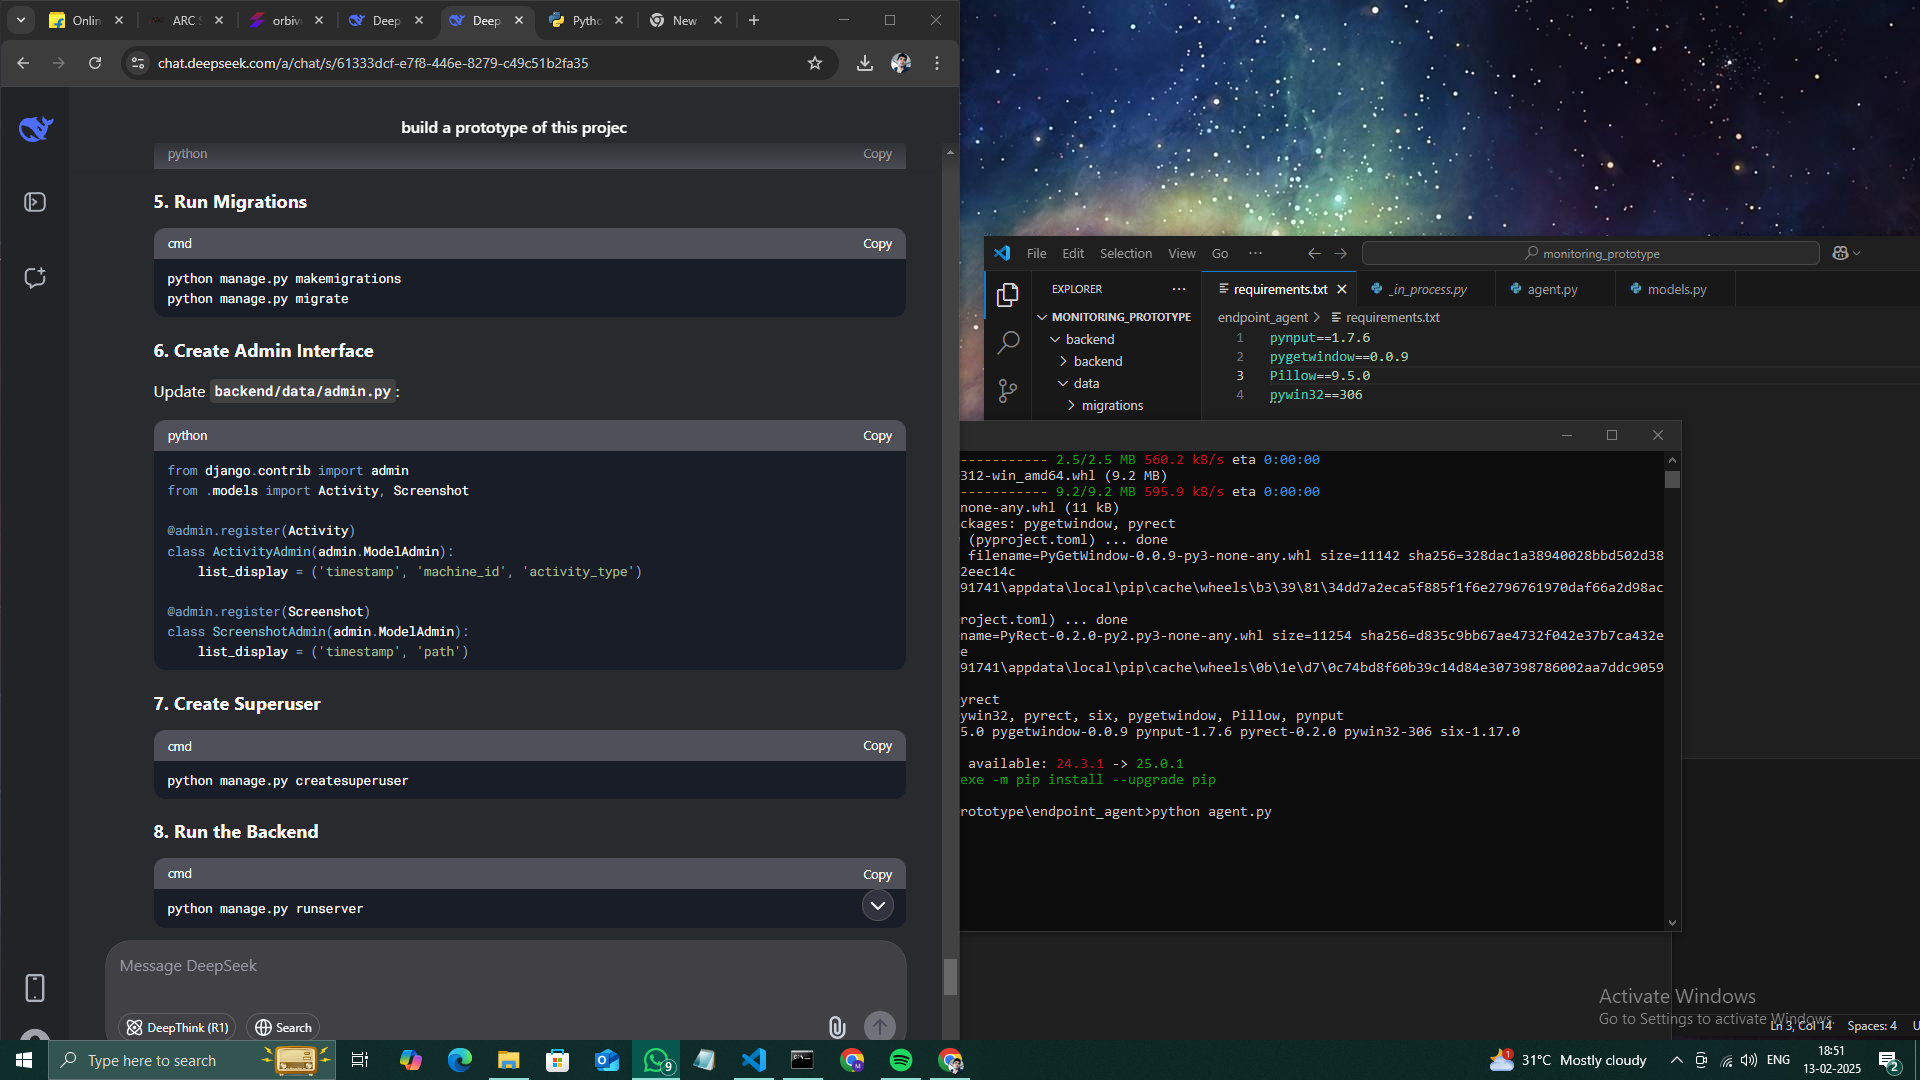 Onlin
ARC S
orbiv
Deep
Deep
Pytho
New
chat.deepseek.com/a/chat/s/61333dcf-e7f8-446e-8279-c49c51b2fa35
build a prototype of this projec
python
Copy
5. Run Migrations
cmd
Copy
python manage.py makemigrations
python manage.py migrate
6. Create Admin Interface
Update backend/data/admin.py:
python
Copy
from django.contrib import admin
from .models import Activity, Screenshot
@admin.register(Activity)
class ActivityAdmin(admin.ModelAdmin):
list_display = ('timestamp', 'machine_id', 'activity_type')
@admin.register(Screenshot)
class ScreenshotAdmin(admin.ModelAdmin):
list_display = ('timestamp', 'path')
7. Create Superuser
cmd
Copy
python manage.py createsuperuser
8. Run the Backend
cmd
Copy
python manage.py runserver
Message DeepSeek
DeepThink (R1)
Search
File Edit Selection View Go ···
monitoring_prototype
EXPLORER
MONITORING_PROTOTYPE
backend
backend
data
migrations
requirements.txt
_in_process.py
agent.py
models.py
endpoint_agent > requirements.txt
1 pynput==1.7.6
2 pygetwindow==0.0.9
3 Pillow==9.5.0
4 pywin32==306
----------- 2.5/2.5 MB 560.2 kB/s eta 0:00:00
312-win_amd64.whl (9.2 MB)
----------- 9.2/9.2 MB 595.9 kB/s eta 0:00:00
none-any.whl (11 kB)
ckages: pygetwindow, pyrect
(pyproject.toml) ... done
filename=PyGetWindow-0.0.9-py3-none-any.whl size=11142 sha256=328dac1a38940028bbd502d38
2eec14c
91741\appdata\local\pip\cache\wheels\b3\39\81\34dd7a2eca5f885f1f6e2796761970daf66a2d98ac
roject.toml) ... done
name=PyRect-0.2.0-py2.py3-none-any.whl size=11254 sha256=d835c9bb67ae4732f042e37b7ca432e
e
91741\appdata\local\pip\cache\wheels\0b\1e\d7\0c74bd8f60b39c14d84e307398786002aa7ddc9059
yrect
ywin32, pyrect, six, pygetwindow, Pillow, pynput
5.0 pygetwindow-0.0.9 pynput-1.7.6 pyrect-0.2.0 pywin32-306 six-1.17.0
available: 24.3.1 -> 25.0.1
exe -m pip install --upgrade pip
rototype\endpoint_agent>python agent.py
Activate Windows
Go to Settings to activate Windows.
Ln 3, Col 14
Spaces: 4
U
Type here to search
9
1
31°C Mostly cloudy
ENG
18:51
13-02-2025
2